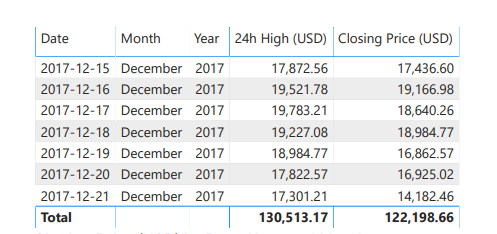 Date Month Year 24h High (USD) Closing Price (USD)
2017-12-15 December 2017 17,872.56 17,436.60
2017-12-16 December 2017 19,521.78 19,166.98
2017-12-17 December 2017 19,783.21 18,640.26
2017-12-18 December 2017 19,227.08 18,984.77
2017-12-19 December 2017 18,984.77 16,862.57
2017-12-20 December 2017 17,822.57 16,925.02
2017-12-21 December 2017 17,301.21 14,182.46
Total 130,513.17 122,198.66